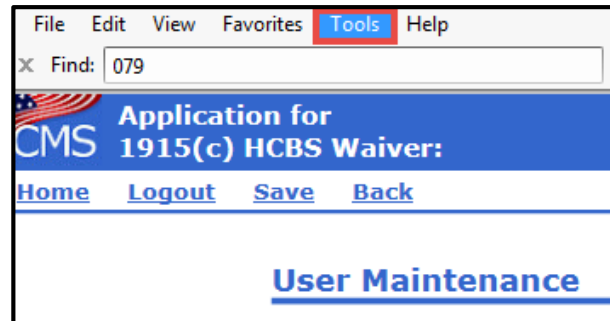 File Edit View Favorites Tools Help
x Find: 079
CMS Application for
1915(c) HCBS Waiver:
Home Logout Save Back
User Maintenance